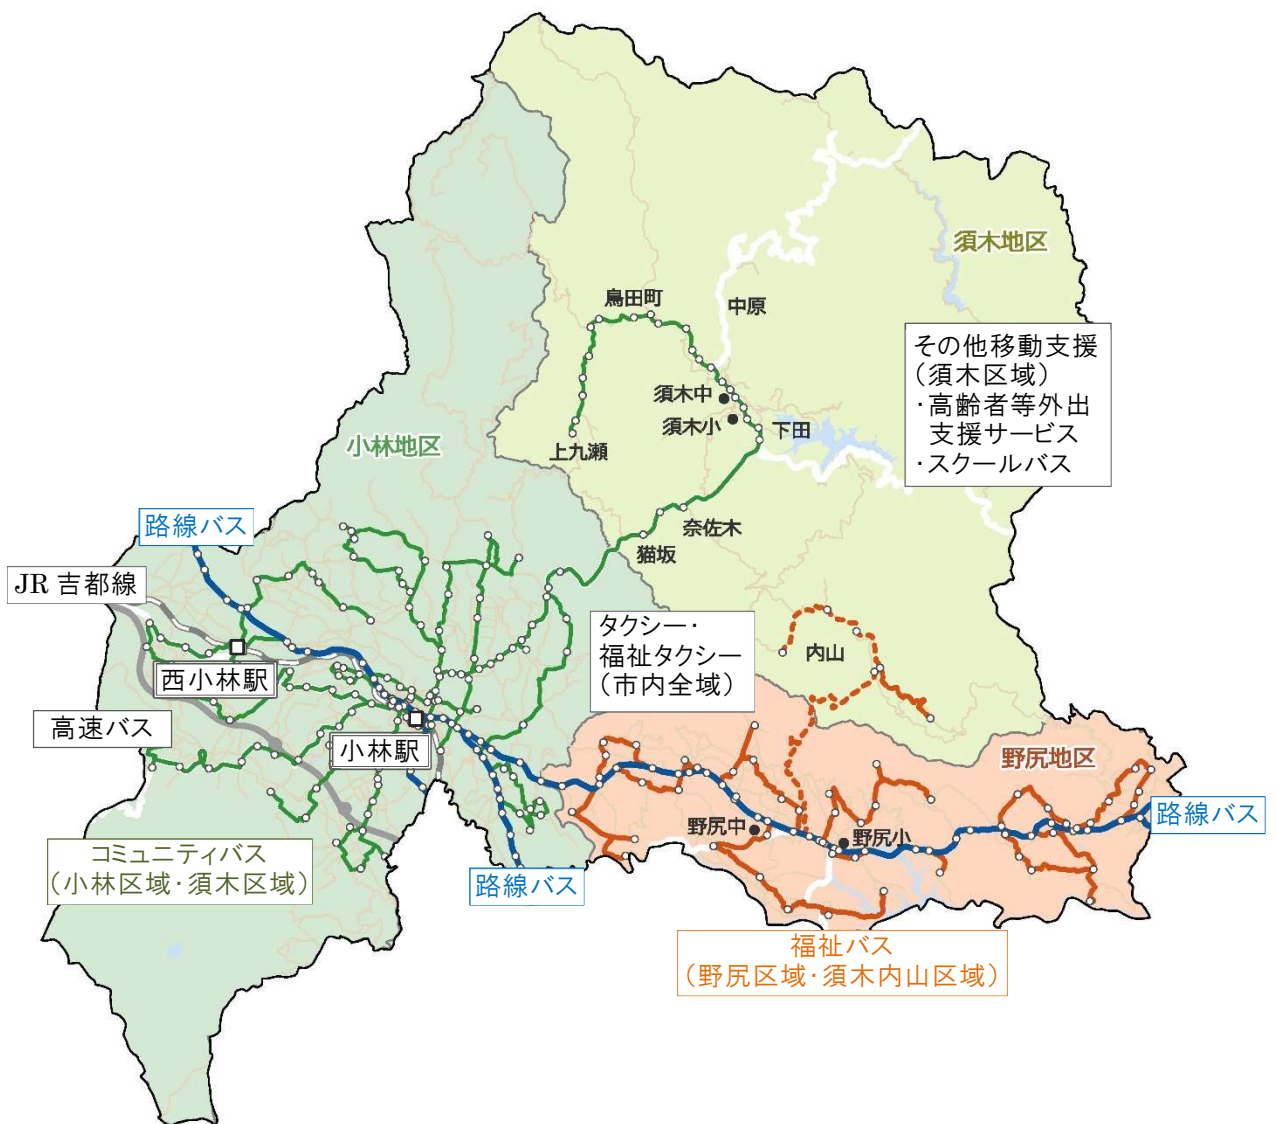 須木地区
鳥田町
中原
その他移動支援
（須木区域）
・高齢者等外出
支援サービス
・スクールバス
須木中
須木小
下田
小林地区
上九瀬
路線バス
奈佐木
猫坂
JR 吉都線
タクシー・
福祉タクシー
（市内全域）
内山
西小林駅
高速バス
小林駅
野尻地区
路線バス
野尻中
野尻小
コミュニティバス
（小林区域・須木区域）
路線バス
福祉バス
（野尻区域・須木内山区域）